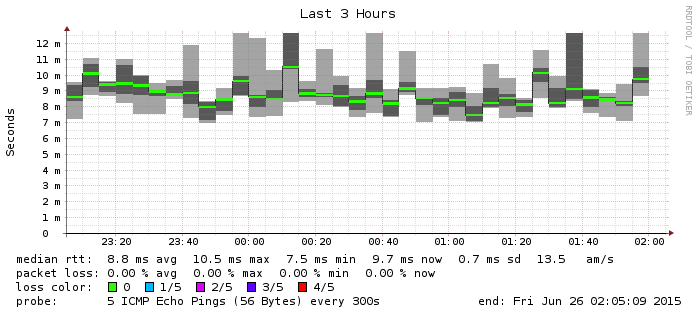 Last 3 Hours
RRDTOOL / TOBI OETIKER
Seconds
12 m
11 m
10 m
9 m
8 m
7 m
6 m
5 m
4 m
3 m
2 m
1 m
0
23:20 23:40 00:00 00:20 00:40 01:00 01:20 01:40 02:00
median rtt: 8.8 ms avg 10.5 ms max 7.5 ms min 9.7 ms now 0.7 ms sd 13.5 am/s
packet loss: 0.00 % avg 0.00 % max 0.00 % min 0.00 % now
loss color: 0 1/5 2/5 3/5 4/5
probe: 5 ICMP Echo Pings (56 Bytes) every 300s end: Fri Jun 26 02:05:09 2015